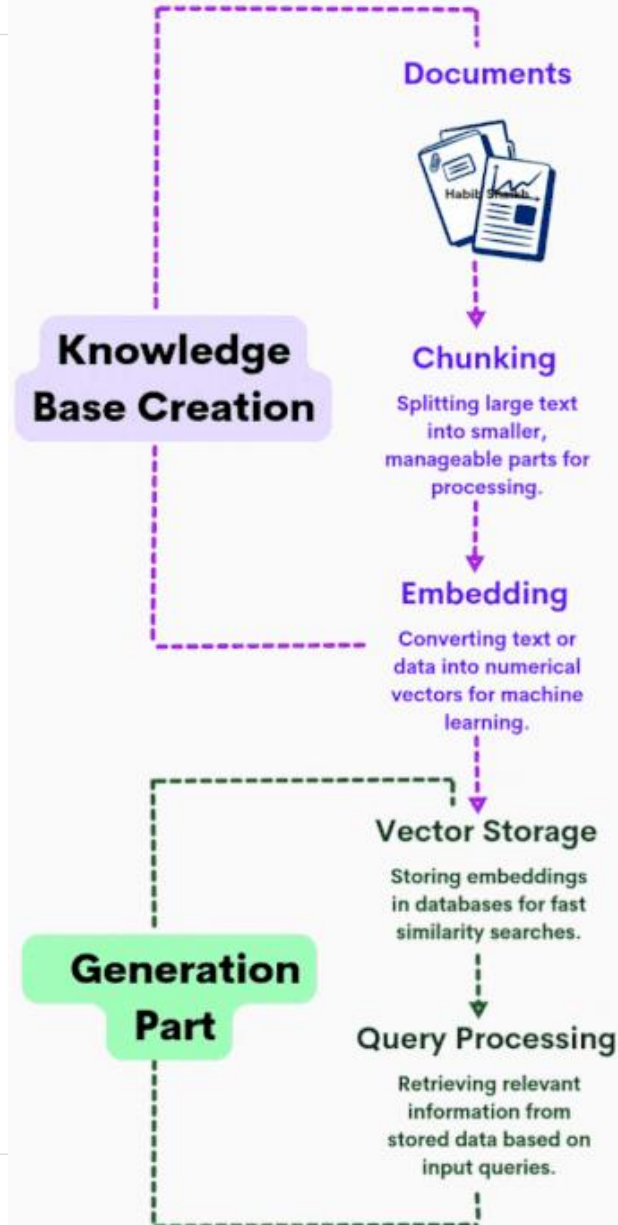 Documents
Habib Shaikh
Knowledge
Base Creation
Chunking
Splitting large text
into smaller,
manageable parts for
processing.
Embedding
Converting text or
data into numerical
vectors for machine
learning.
Vector Storage
Storing embeddings
in databases for fast
similarity searches.
Generation
Part
Query Processing
Retrieving relevant
information from
stored data based on
input queries.